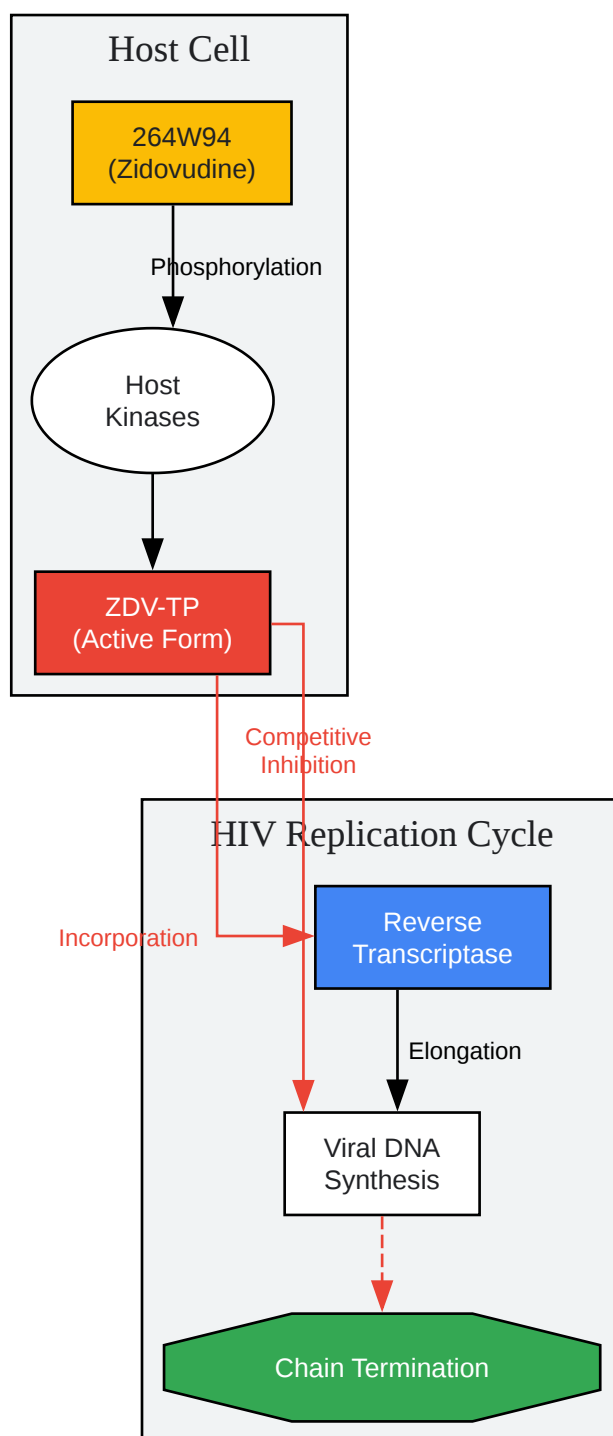 Host Cell
264W94
(Zidovudine)
Phosphorylation
Host
Kinases
ZDV-TP
(Active Form)
Competitive
Inhibition
HIV Replication Cycle
Reverse
Transcriptase
Incorporation
Elongation
Viral DNA
Synthesis
Chain Termination